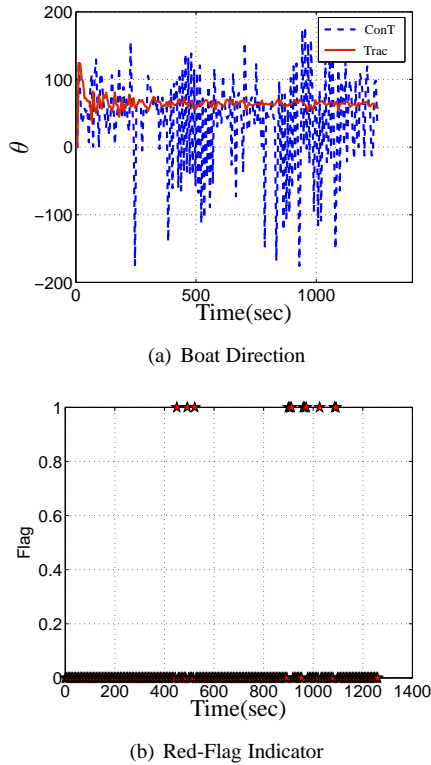 200
100
0
−100
−200
θ
ConT
Trac
0
500
1000
Time(sec)
(a) Boat Direction
1
0.8
0.6
0.4
0.2
0
Flag
0 200 400 600 800 1000 1200 1400
Time(sec)
(b) Red-Flag Indicator